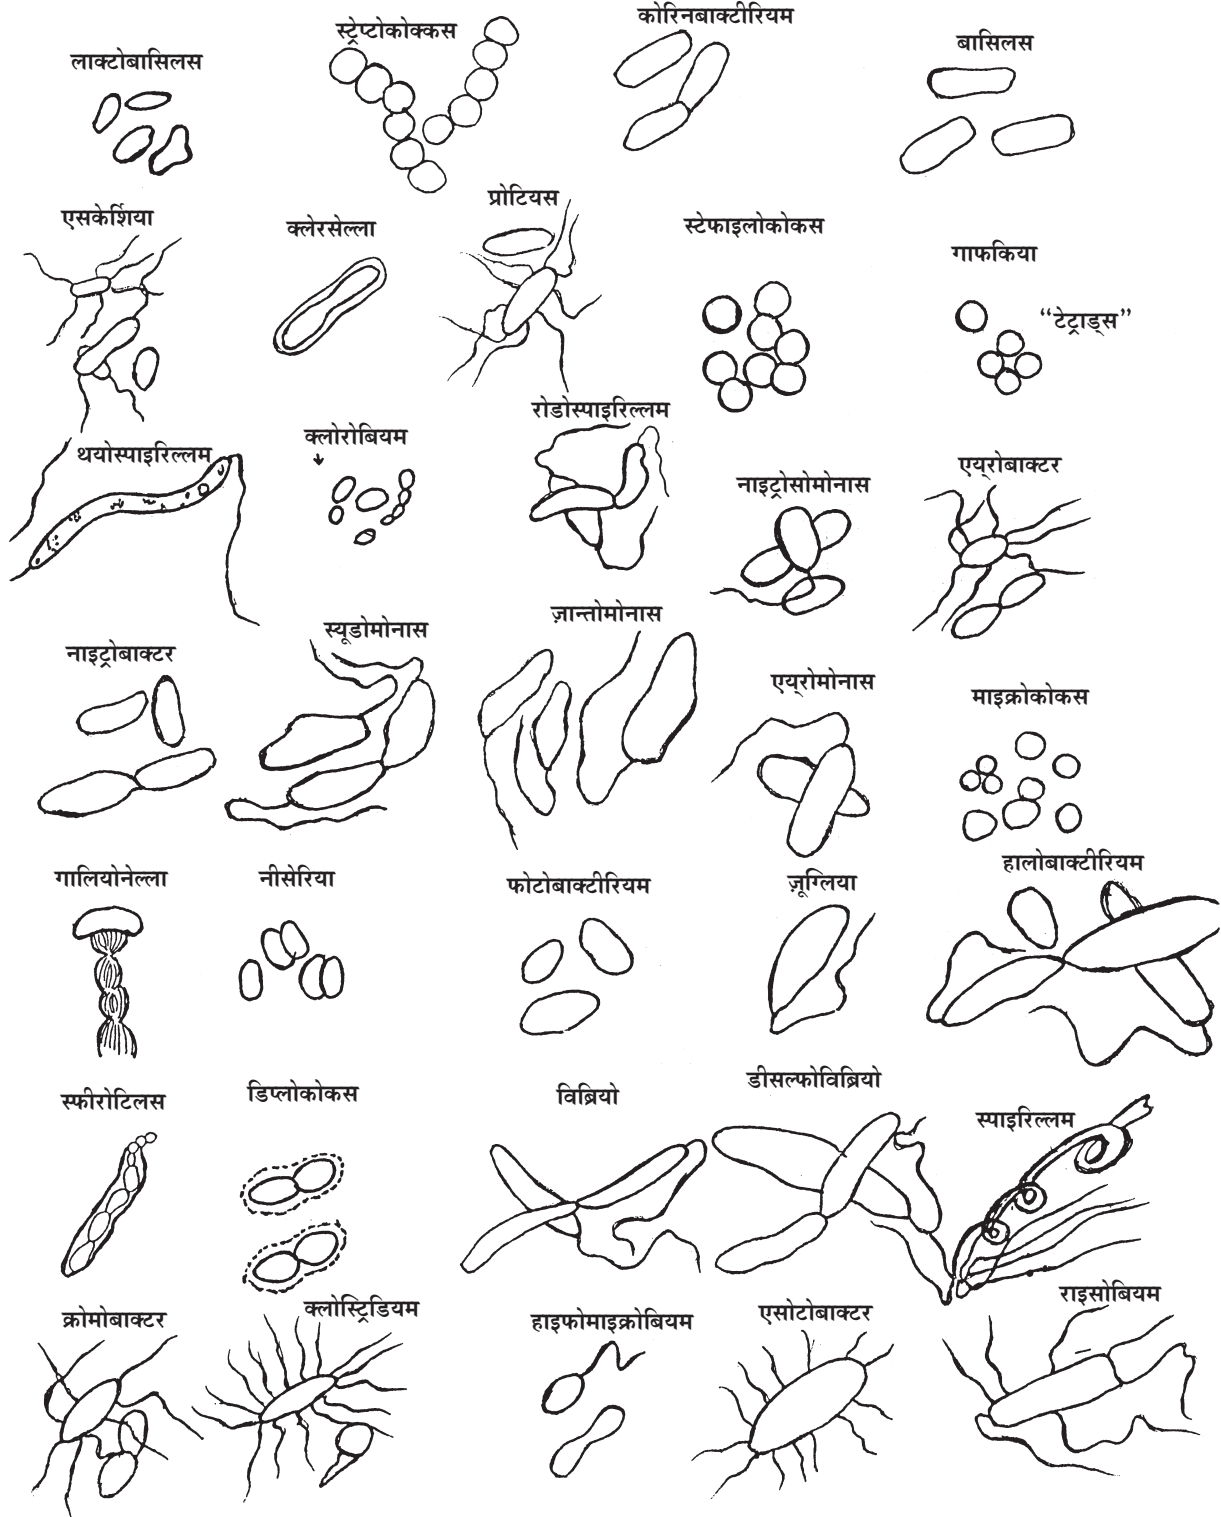 लाक्टोबासिलस
स्ट्रेप्टोकोक्कस
कोरिनबाक्टीरियम
बासिलस
एसकेर्शिया
क्लेरसेल्ला
प्रोटियस
स्टेफाइलोकोकस
गाफकिया
“टेट्राड्स”
थयोस्पाइरिल्लम
क्लोरोबियम
रोडोस्पाइरिल्लम
नाइट्रोसोमोनास
एय्‌रोबाक्टर
नाइट्रोबाक्टर
स्यूडोमोनास
ज़ान्तोमोनास
एय्‌रोमोनास
माइक्रोकोकस
गालियोनेल्ला
नीसेरिया
फोटोबाक्टीरियम
ज़ूग्लिया
हालोबाक्टीरियम
स्फीरोटिलस
डिप्लोकोकस
विब्रियो
डीसल्फोविब्रियो
स्पाइरिल्लम
क्रोमोबाक्टर
क्लोस्ट्रिडियम
हाइफोमाइक्रोबियम
एसोटोबाक्टर
राइसोबियम